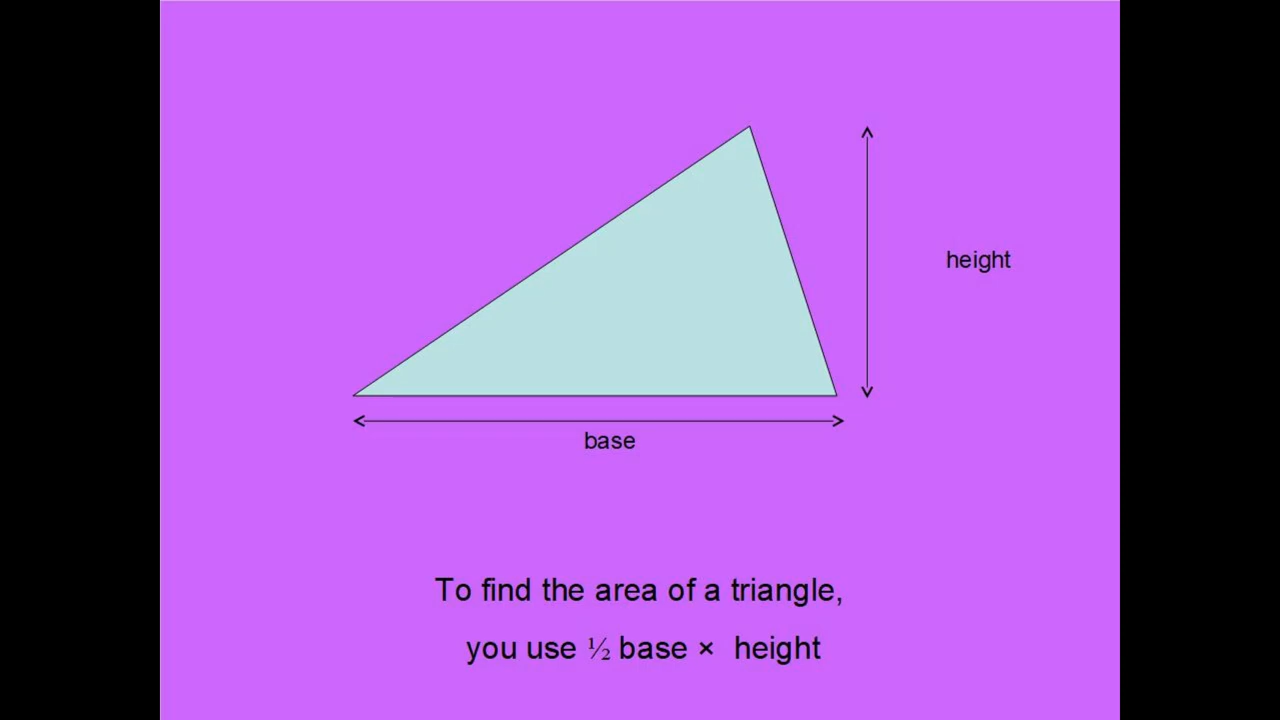 height
base
To find the area of a triangle,
you use ½ base × height